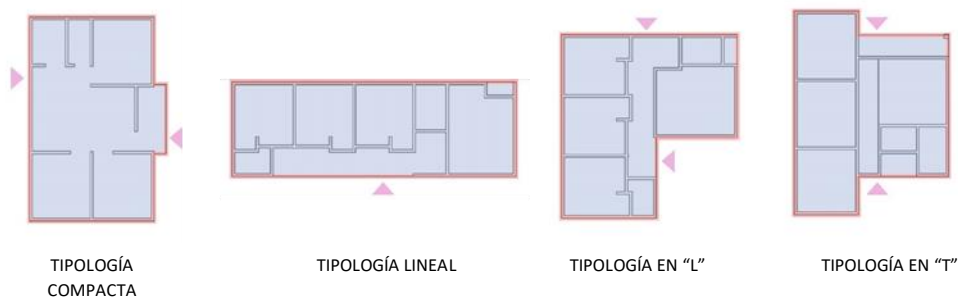 TIPOLOGÍA
COMPACTA
TIPOLOGÍA LINEAL
TIPOLOGÍA EN “L”
TIPOLOGÍA EN “T”